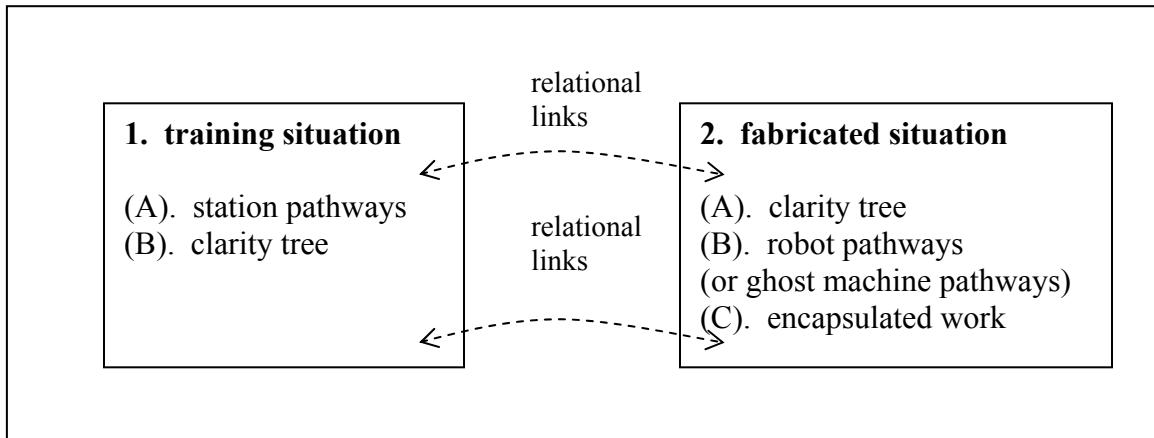 relational
links
1. training situation
(A). station pathways
(B). clarity tree
relational
links
2. fabricated situation
(A). clarity tree
(B). robot pathways
(or ghost machine pathways)
(C). encapsulated work